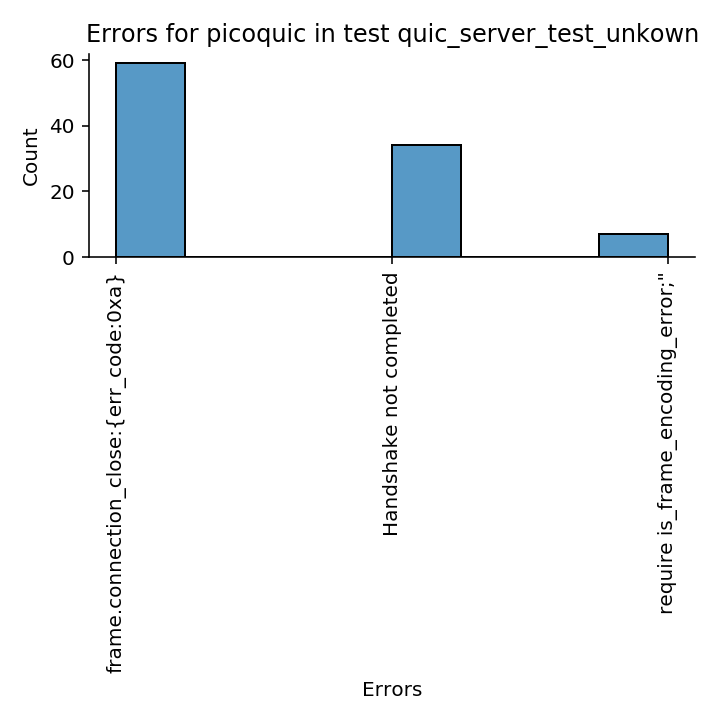 Errors for picoquic in test quic_server_test_unkown
60
40
20
0
Count
frame.connection_close:{err_code:0xa}
Handshake not completed
require is_frame_encoding_error;"
Errors